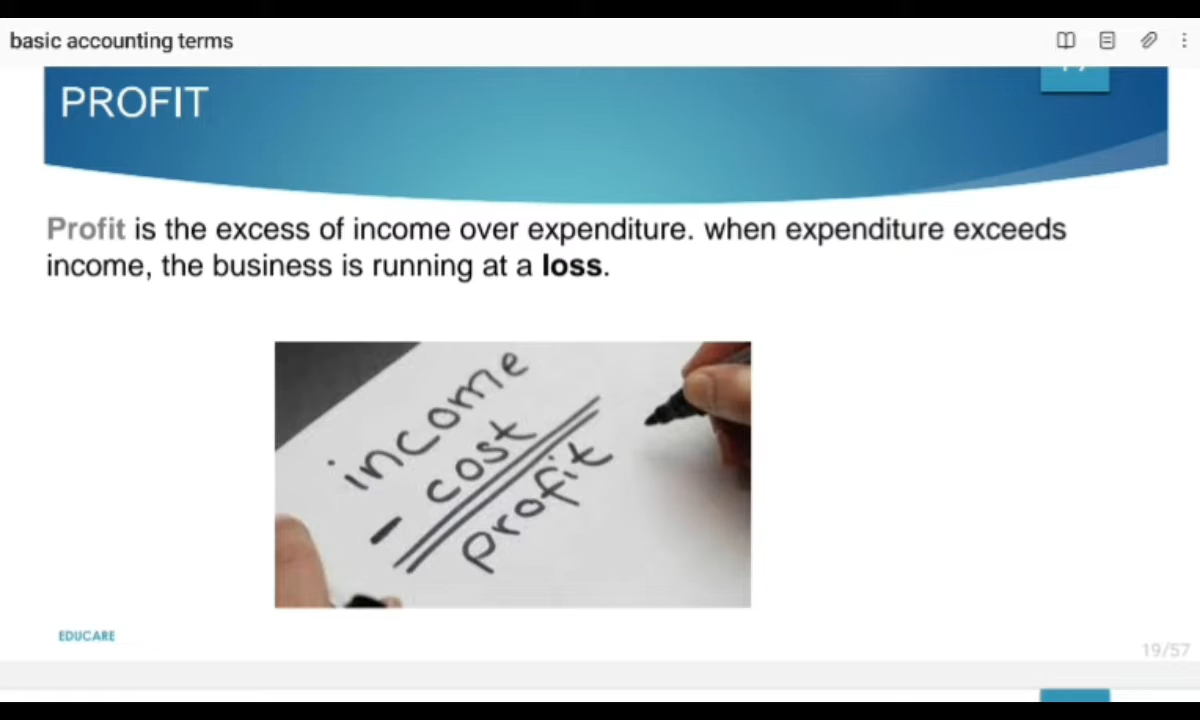 basic accounting terms
PROFIT
Profit is the excess of income over expenditure. when expenditure exceeds
income, the business is running at a loss.
income
- cost
profit
EDUCARE
19/57